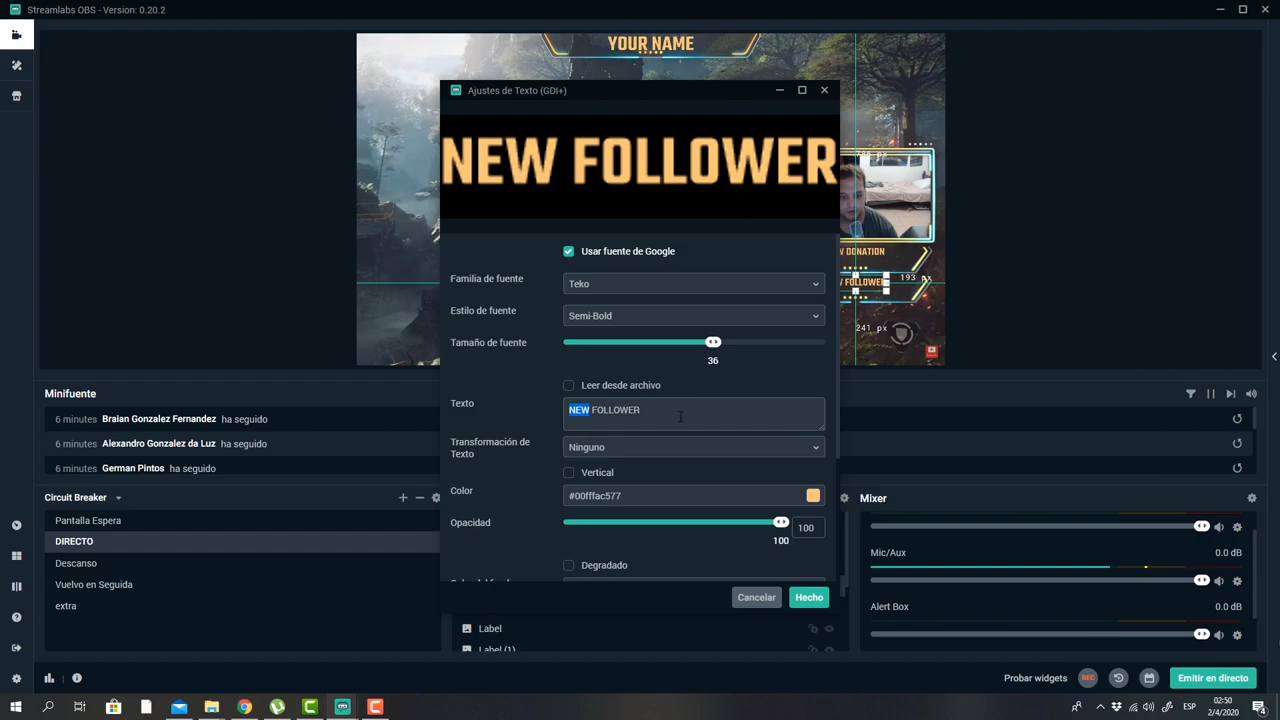 Streamlabs OBS - Version: 0.20.2
YOUR NAME
Ajustes de Texto (GDI+)
NEW FOLLOWER
Usar fuente de Google
Familia de fuente
Teko
Estilo de fuente
Semi-Bold
Tamaño de fuente
36
Leer desde archivo
Texto
NEW FOLLOWER
Transformación de Texto
Ninguno
Vertical
Color
#00fffac577
Opacidad
100
100
Degradado
Cancelar
Hecho
DONATION
FOLLOWER
193 px
241 px
Minifuente
6 minutes Braian Gonzalez Fernandez ha seguido
6 minutes Alexandro Gonzalez da Luz ha seguido
6 minutes German Pintos ha seguido
Circuit Breaker
Pantalla Espera
DIRECTO
Descanso
Vuelvo en Seguida
extra
Label
Label (1)
Mixer
Mic/Aux
0.0 dB
Alert Box
0.0 dB
Probar widgets
REC
Emitir en directo
ESP
02:50
2/4/2020
4